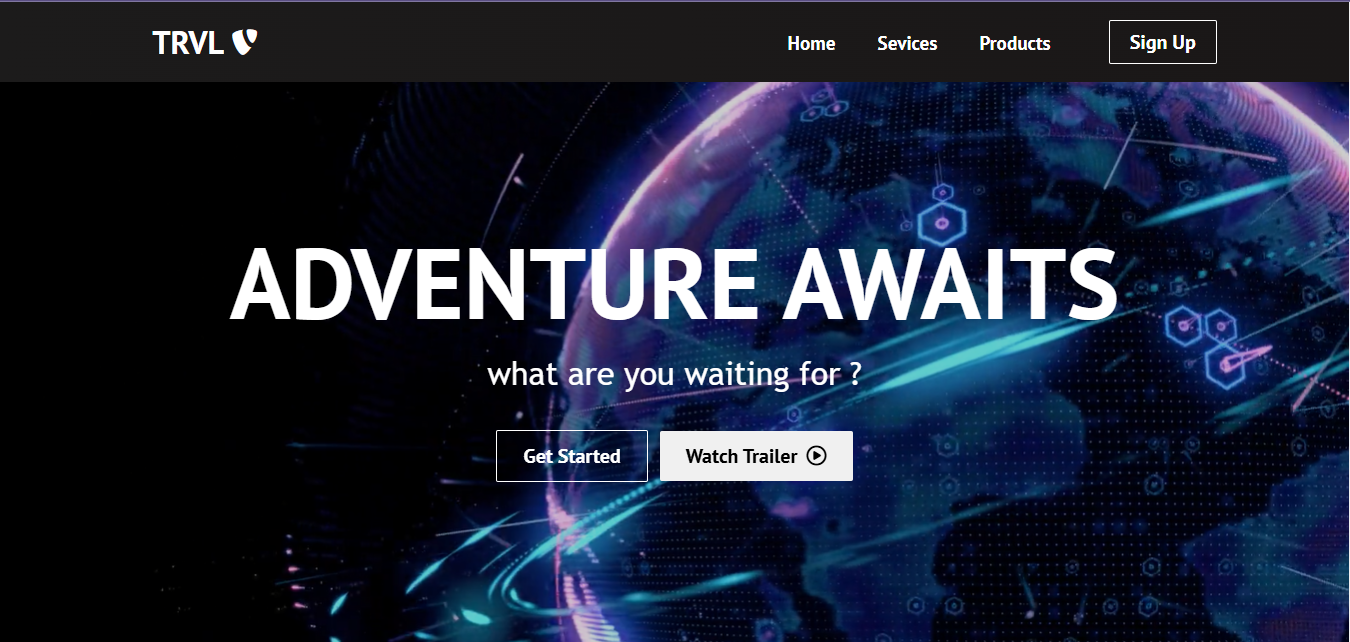 TRVL
Home Sevices Products Sign Up
ADVENTURE AWAITS
what are you waiting for ?
Get Started Watch Trailer